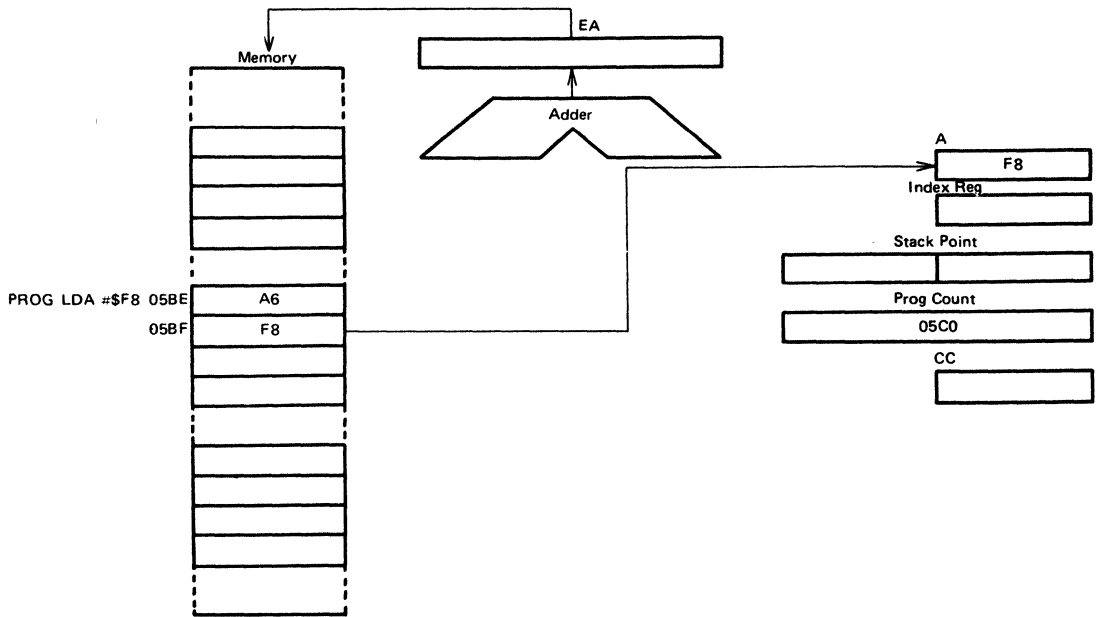 EA
Memory
Adder
A
F8
Index Reg
Stack Point
PROG LDA #$F8 05BE A6
Prog Count
05BF F8
05C0
CC